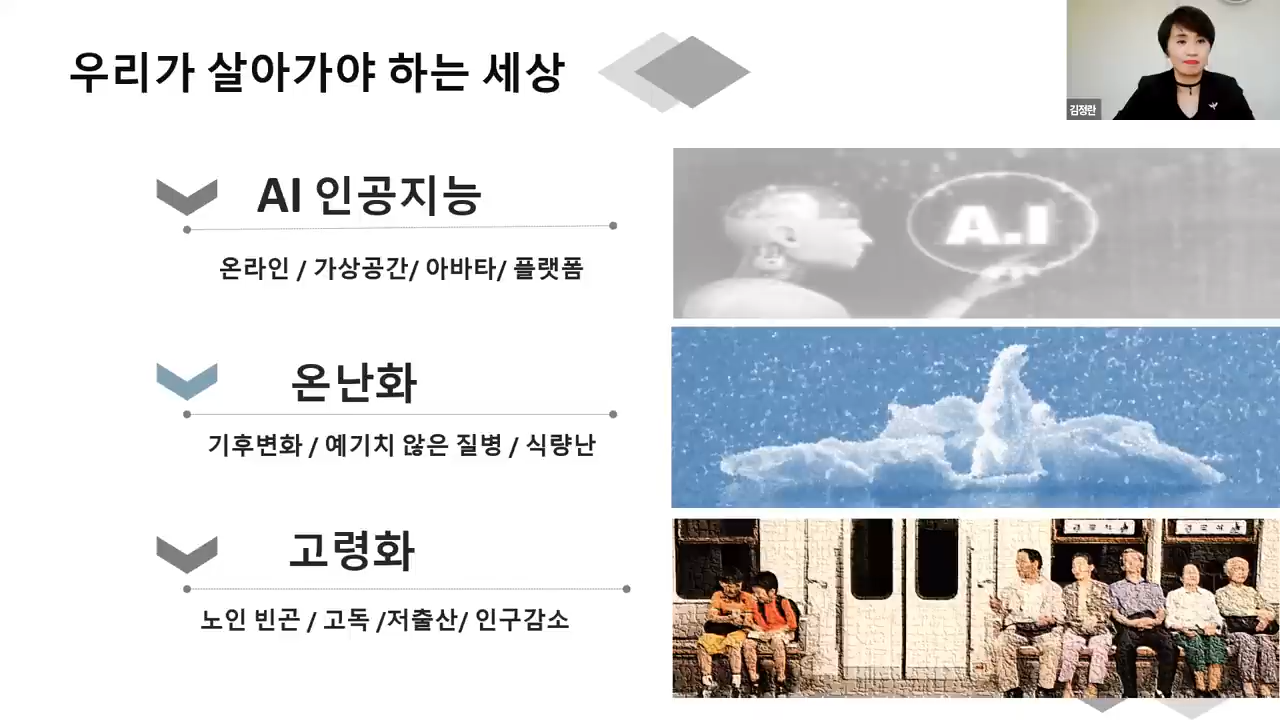 우리가 살아가야 하는 세상
김정란
AI 인공지능
온라인 / 가상공간/ 아바타/ 플랫폼
A.I
온난화
기후변화 / 예기치 않은 질병 / 식량난
고령화
노인 빈곤 / 고독 /저출산/ 인구감소